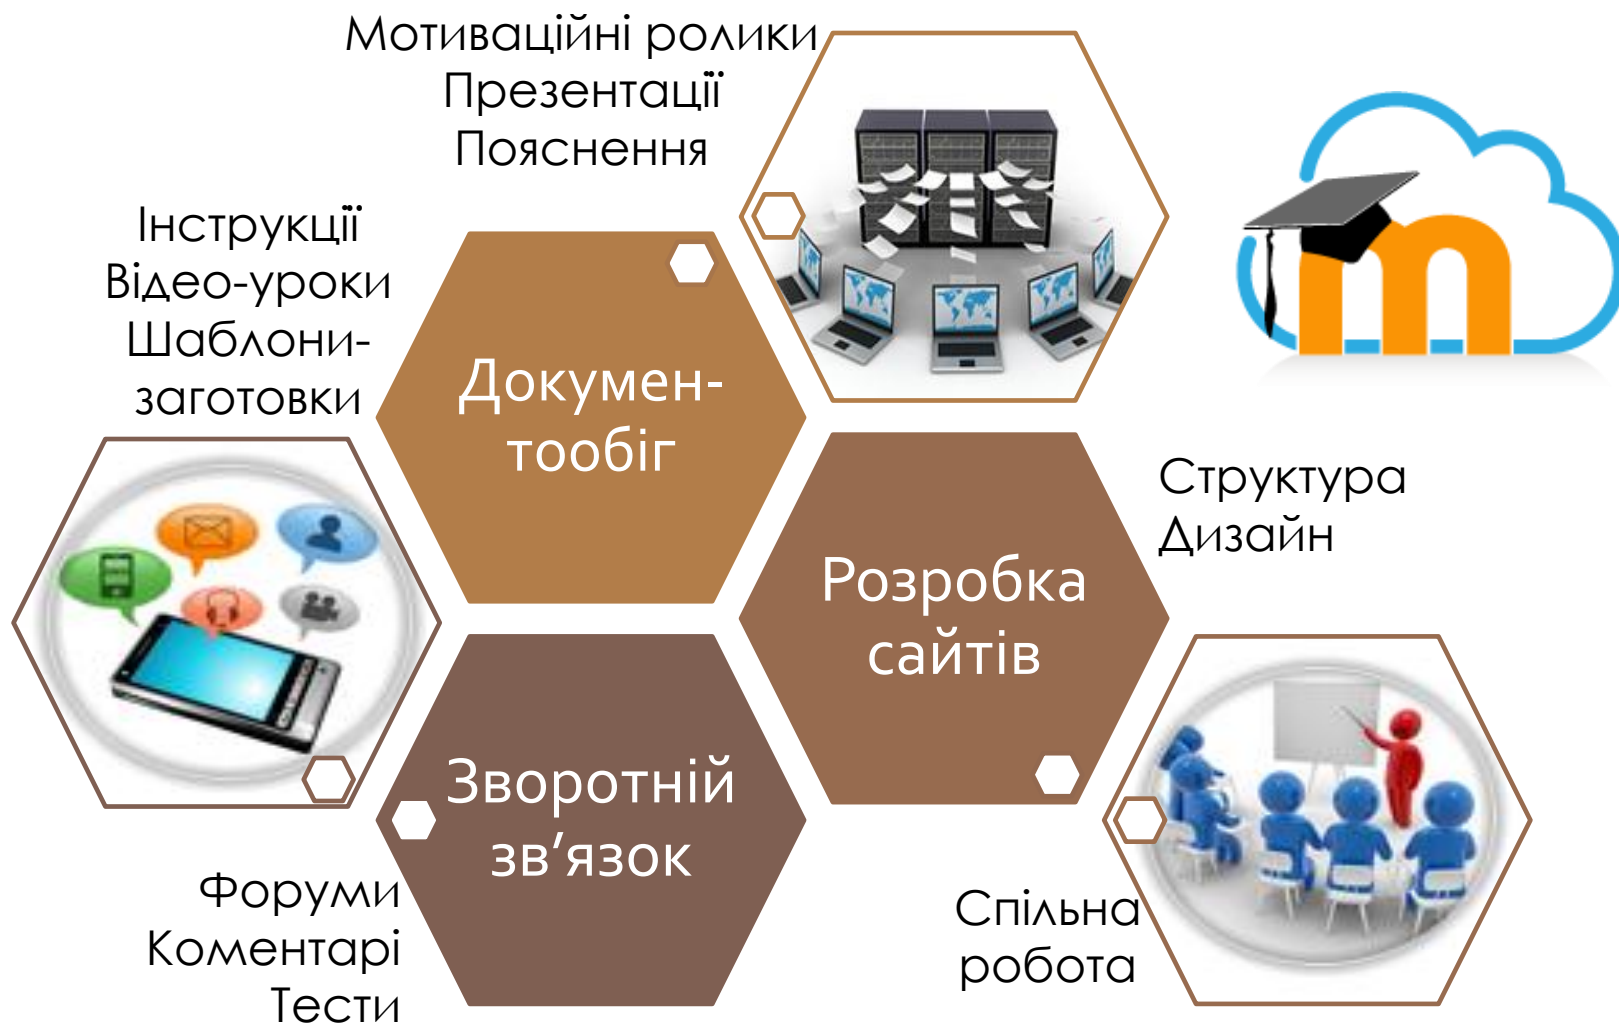 Мотиваційні ролики
Презентації
Пояснення
Інструкції
Відео-уроки
Шаблони-
заготовки
Докумен-
тообіг
Структура
Дизайн
Розробка
сайтів
Зворотній
зв’язок
Форуми
Коментарі
Тести
Спільна
робота
m